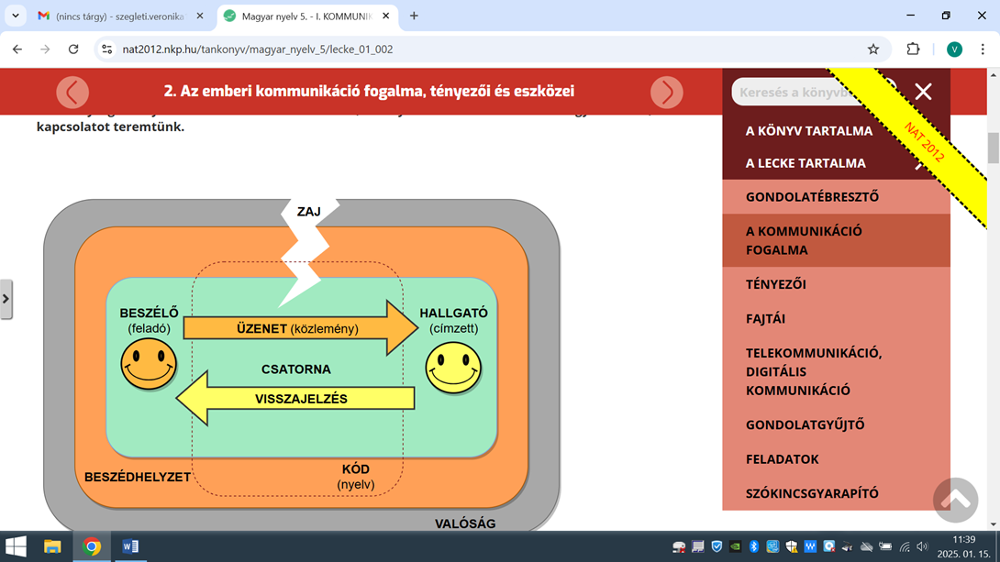 (nincs tárgy) - szegleti.veronika
Magyar nyelv 5. - I. KOMMUNIK
nat2012.nkp.hu/tankonyv/magyar_nyelv_5/lecke_01_002
V
2. Az emberi kommunikáció fogalma, tényezői és eszközei
Keresés a könyvb
NAT 2012
kapcsolatot teremtünk.
A KÖNYV TARTALMA
A LECKE TARTALMA
GONDOLATÉBRESZTŐ
A KOMMUNIKÁCIÓ
FOGALMA
TÉNYEZŐI
FAJTÁI
TELEKOMMUNIKÁCIÓ,
DIGITÁLIS
KOMMUNIKÁCIÓ
GONDOLATGYŰJTŐ
FELADATOK
SZÓKINCSGYARAPÍTÓ
ZAJ
BESZÉLŐ
(feladó)
ÜZENET (közlemény)
HALLGATÓ
(címzett)
CSATORNA
VISSZAJELZÉS
BESZÉDHELYZET
KÓD
(nyelv)
VALÓSÁG
11:39
2025. 01. 15.